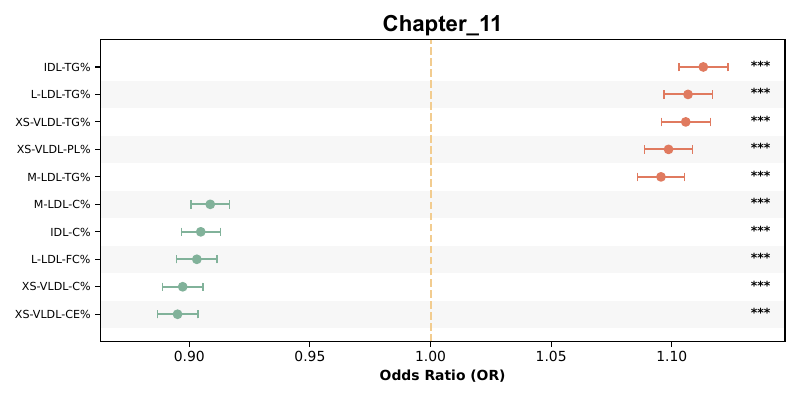 Chapter_11
IDL-TG% ***
L-LDL-TG% ***
XS-VLDL-TG% ***
XS-VLDL-PL% ***
M-LDL-TG% ***
M-LDL-C% ***
IDL-C% ***
L-LDL-FC% ***
XS-VLDL-C% ***
XS-VLDL-CE% ***
0.90 0.95 1.00 1.05 1.10
Odds Ratio (OR)